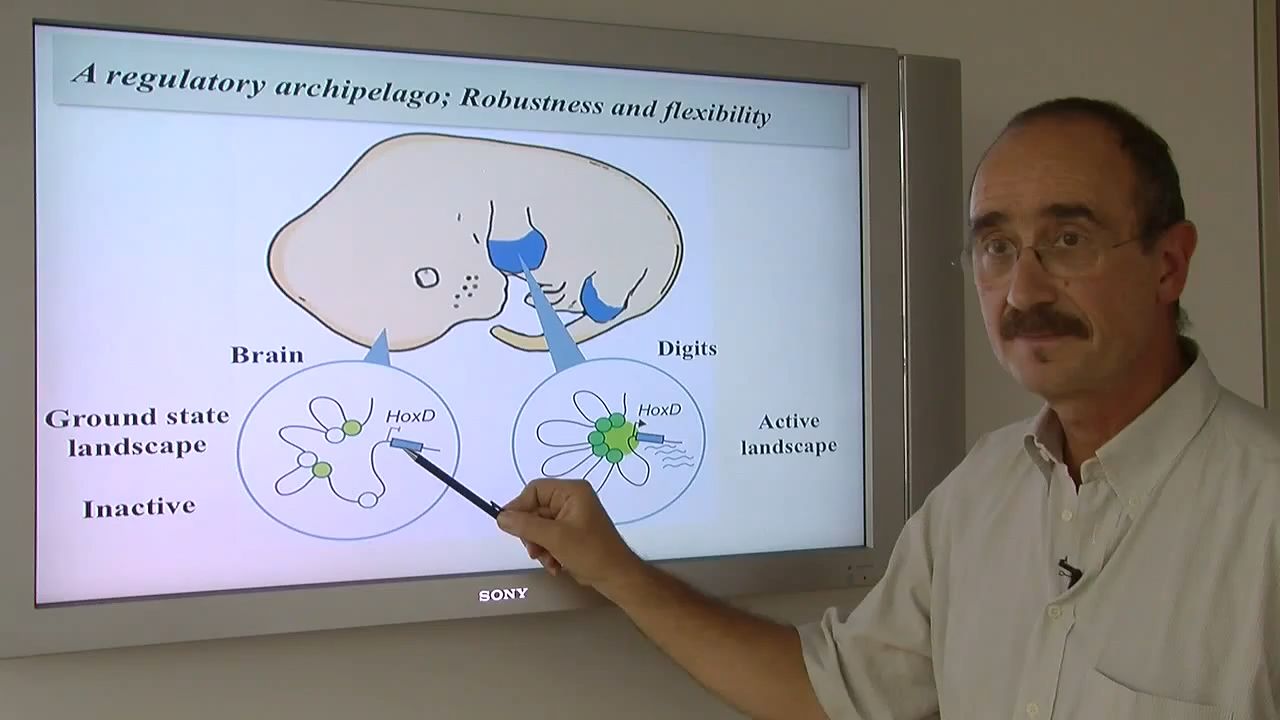 A regulatory archipelago; Robustness and flexibility
Brain
Digits
Ground state
landscape
Inactive
HoxD
HoxD
Active
landscape
SONY